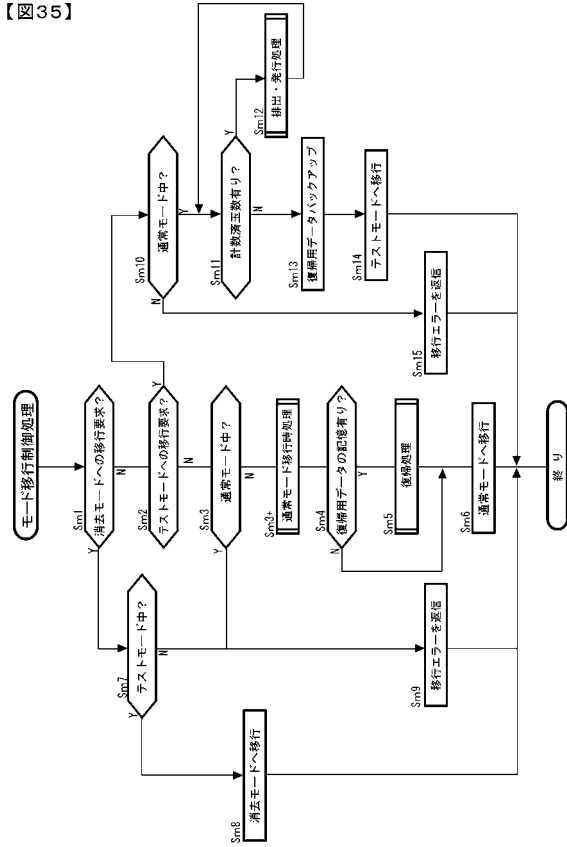 【図35】
モード移行制御処理
Sm1
消去モードへの移行要求？
Y
N
Sm2
テストモードへの移行要求？
Y
N
Sm3
通常モード中？
Y
N
Sm3+
通常モード移行時処理
Sm4
復帰用データの記憶有り？
N
Y
Sm5
復帰処理
Sm6
通常モードへ移行
終り
Sm7
テストモード中？
Y
N
Sm8
消去モードへ移行
Sm9
移行エラーを返信
Sm10
通常モード中？
N
Y
Sm11
計数済玉数有り？
Y
N
Sm12
排出・発行処理
Sm13
復帰用データバックアップ
Sm14
テストモードへ移行
Sm15
移行エラーを返信